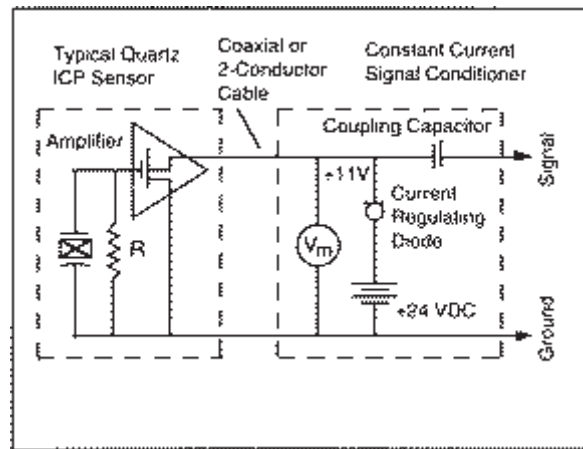 Typical Quartz
ICP Sensor
Coaxial or
2-Conductor
Cable
Constant Current
Signal Conditioner
Amplifier
Coupling Capacitor
Signal
+11V
Current
Regulating
Diode
R
Vm
+24 VDC
Ground